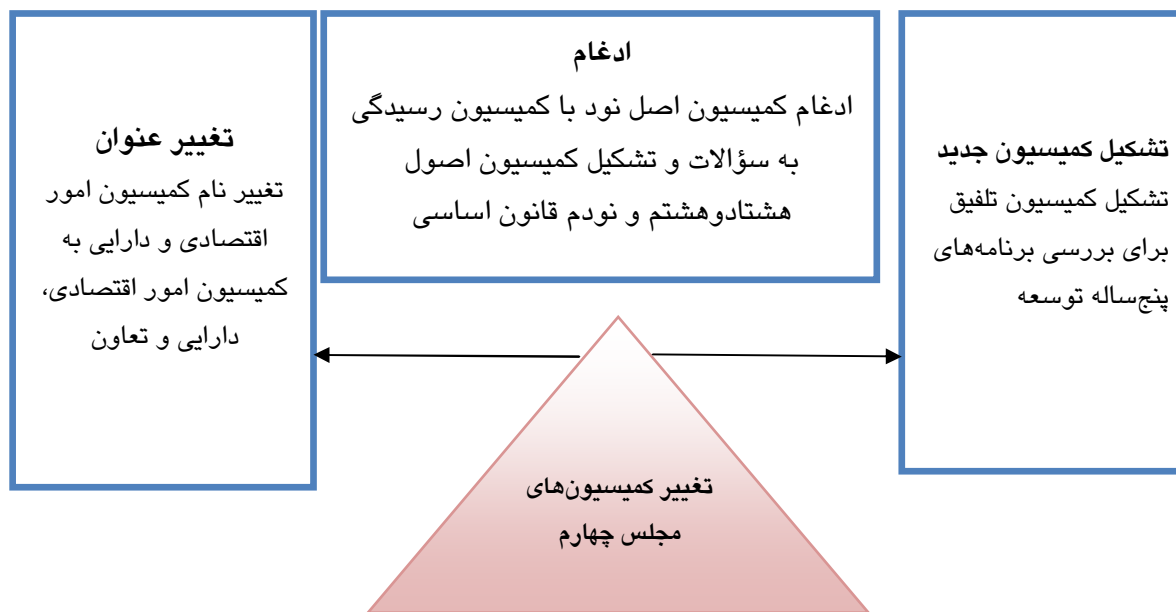 تشکیل کمیسیون جدید
تشکیل کمیسیون تلفیق
برای بررسی برنامه‌های
پنج‌ساله توسعه
ادغام
ادغام کمیسیون اصل نود با کمیسیون رسیدگی
به سؤالات و تشکیل کمیسیون اصول
هشتادوهشتم و نودم قانون اساسی
تغییر عنوان
تغییر نام کمیسیون امور
اقتصادی و دارایی به
کمیسیون امور اقتصادی،
دارایی و تعاون
تغییر کمیسیون‌های
مجلس چهارم